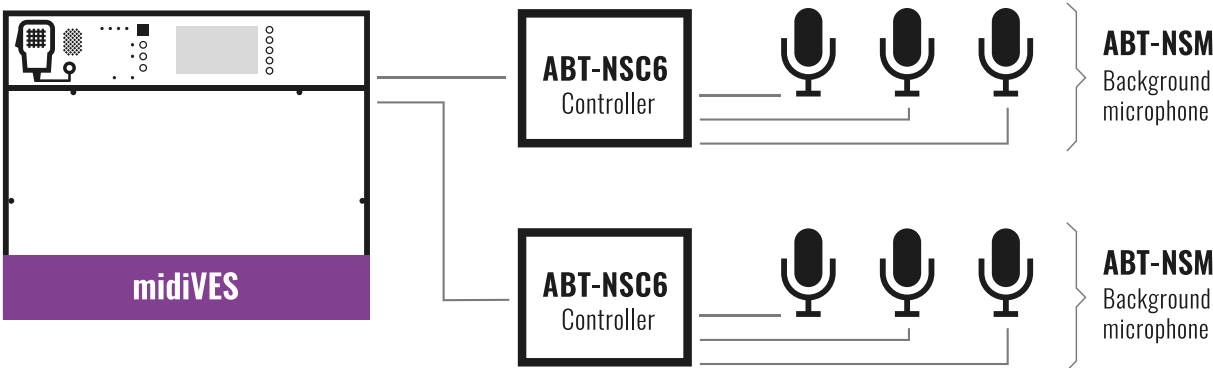 ABT-NSC6
Controller
ABT-NSM
Background
microphone
midiVES
ABT-NSC6
Controller
ABT-NSM
Background
microphone